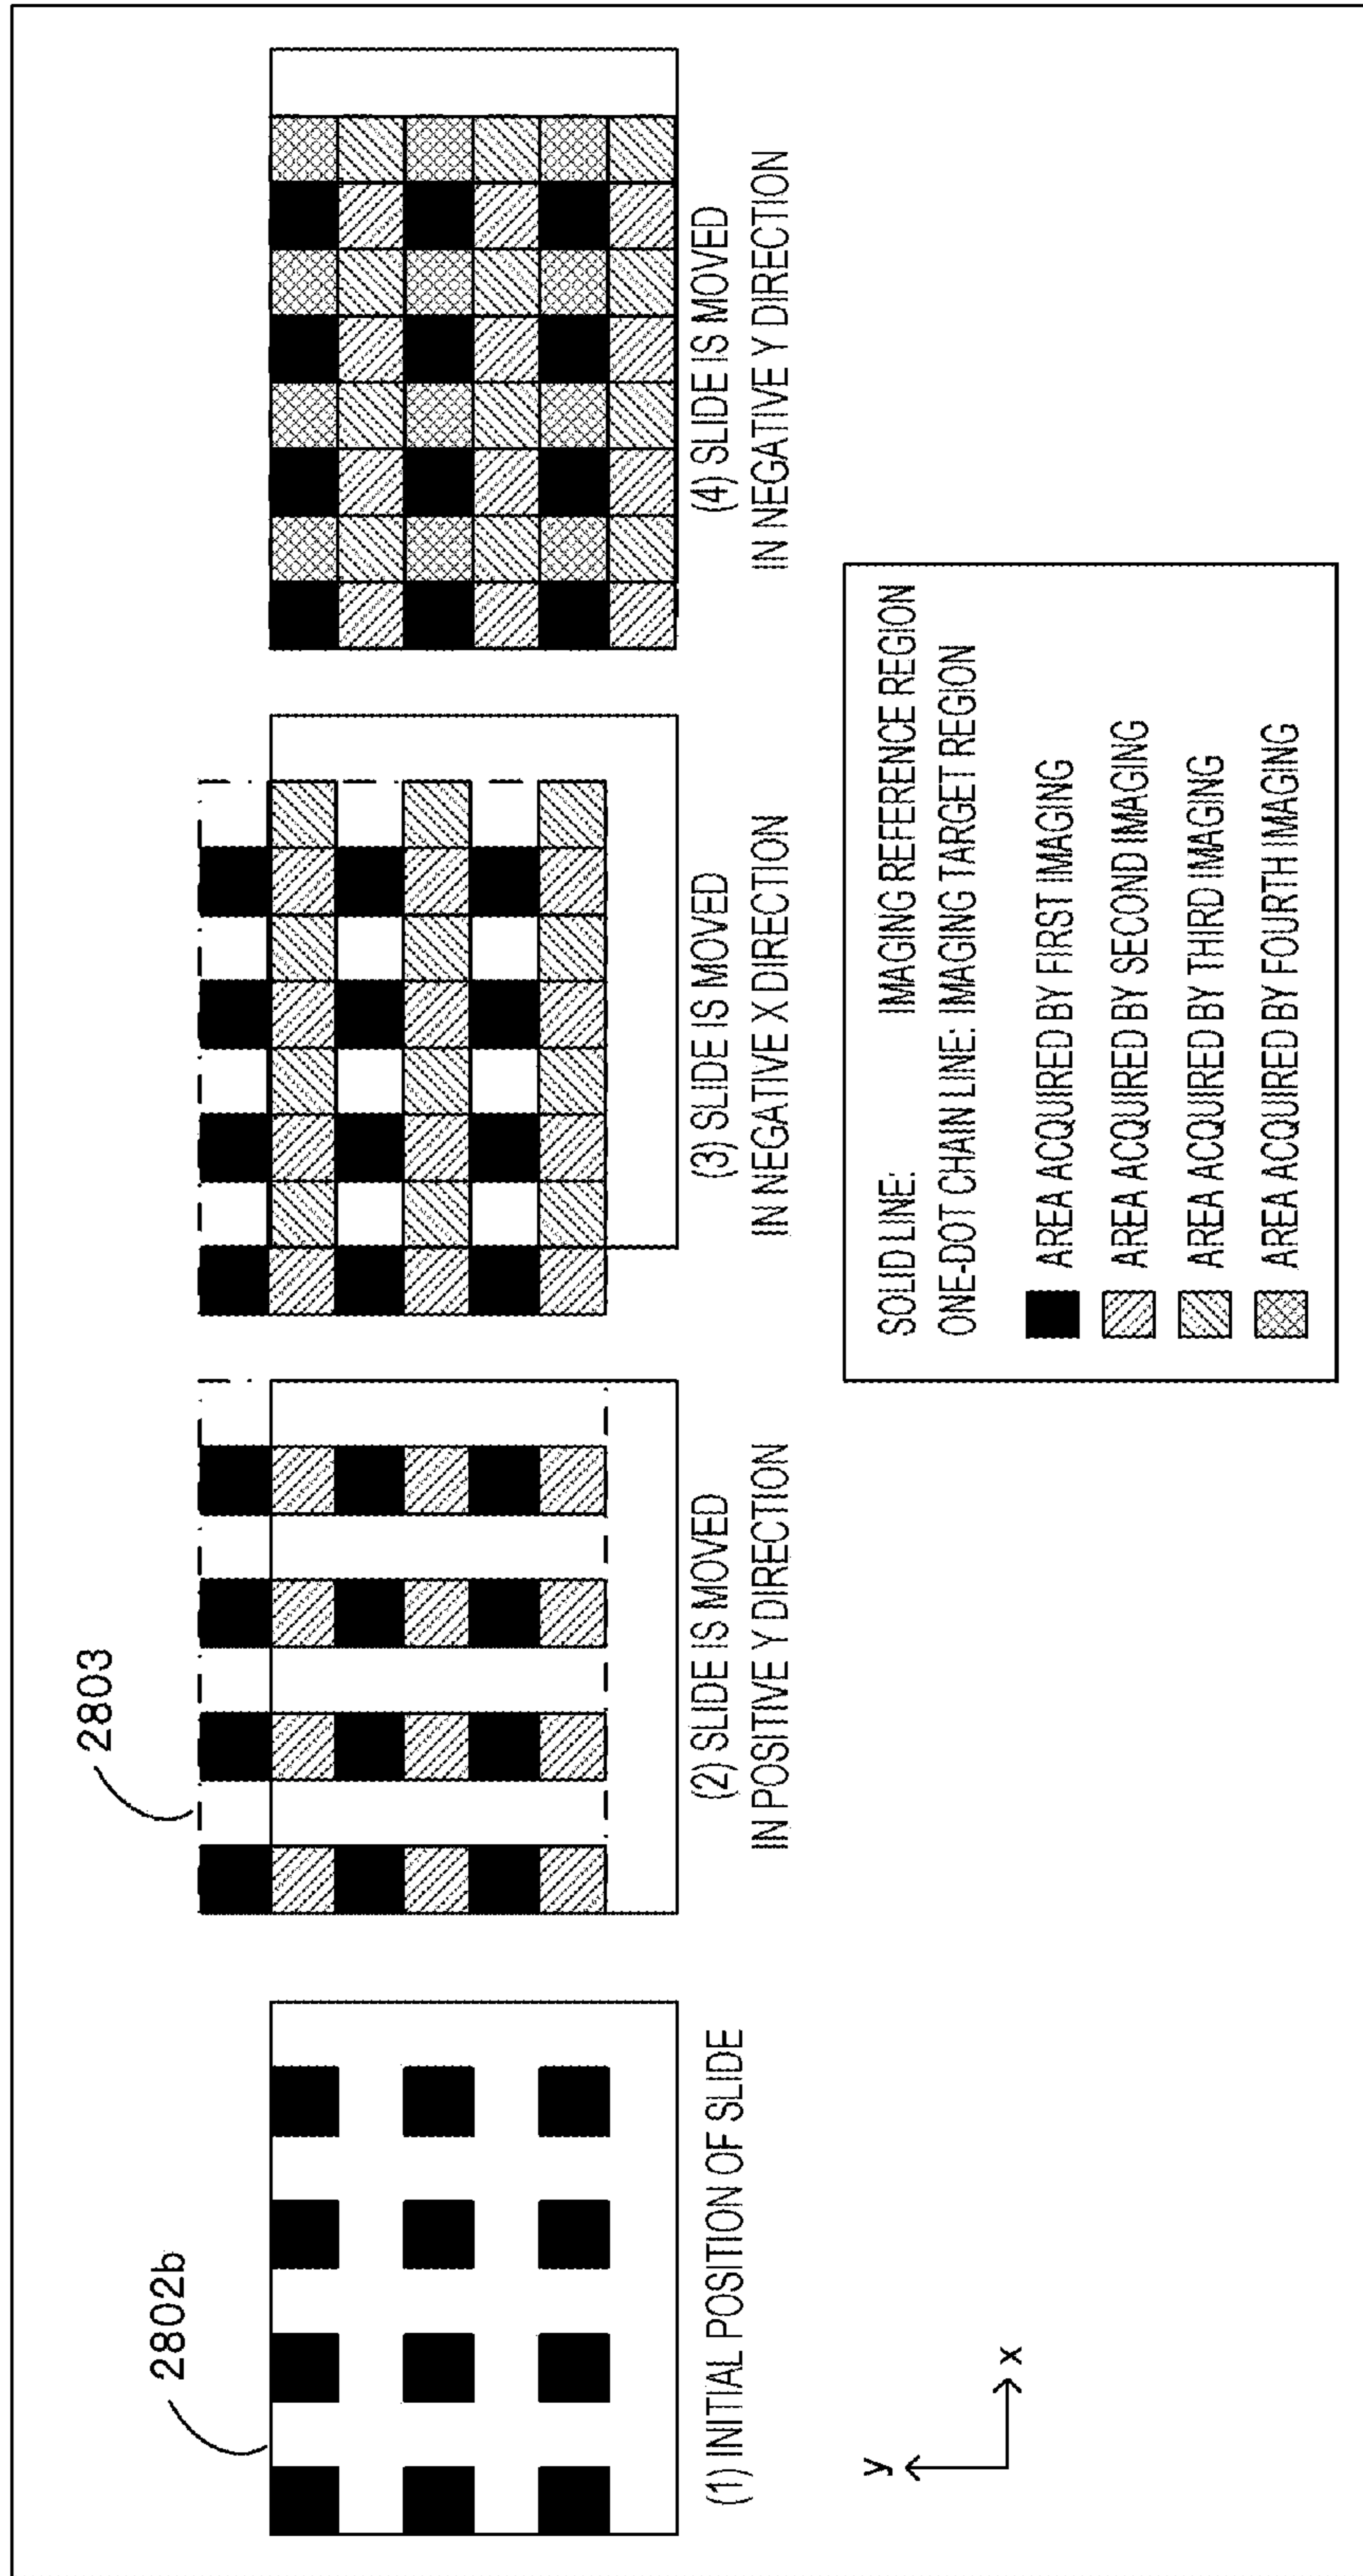 2802b
(1) INITIAL POSITION OF SLIDE
2803
(2) SLIDE IS MOVED
IN POSITIVE Y DIRECTION
(3) SLIDE IS MOVED
IN NEGATIVE X DIRECTION
(4) SLIDE IS MOVED
IN NEGATIVE Y DIRECTION
y
x
SOLID LINE: IMAGING REFERENCE REGION
ONE-DOT CHAIN LINE: IMAGING TARGET REGION
AREA ACQUIRED BY FIRST IMAGING
AREA ACQUIRED BY SECOND IMAGING
AREA ACQUIRED BY THIRD IMAGING
AREA ACQUIRED BY FOURTH IMAGING